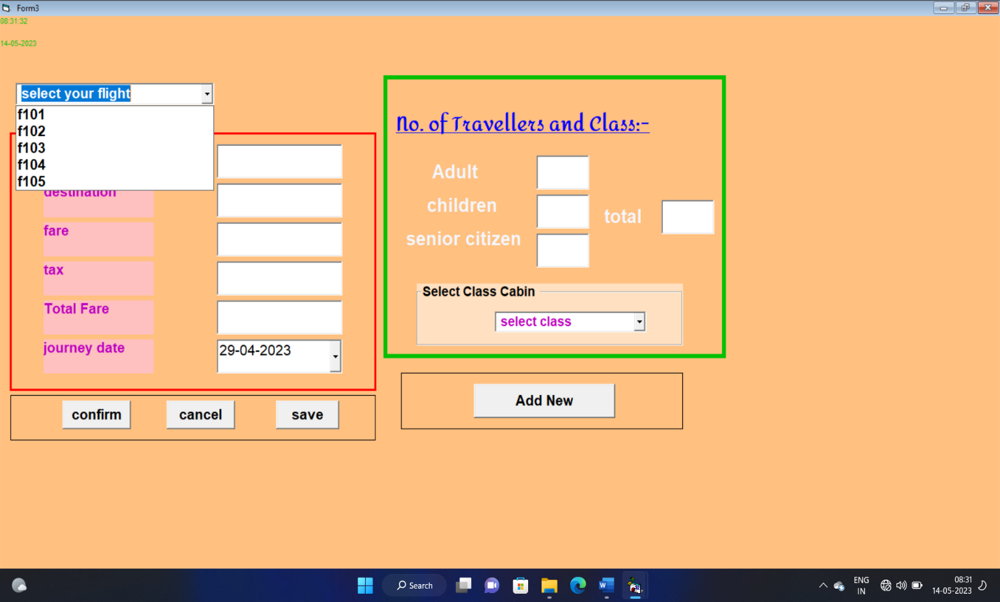 Form3
08:31:32
14-05-2023
select your flight
f101
f102
f103
f104
f105
destination
fare
tax
Total Fare
journey date
29-04-2023
confirm
cancel
save
No. of Travellers and Class:-
Adult
children
senior citizen
total
Select Class Cabin
select class
Add New
Search
W
ENG
IN
08:31
14-05-2023